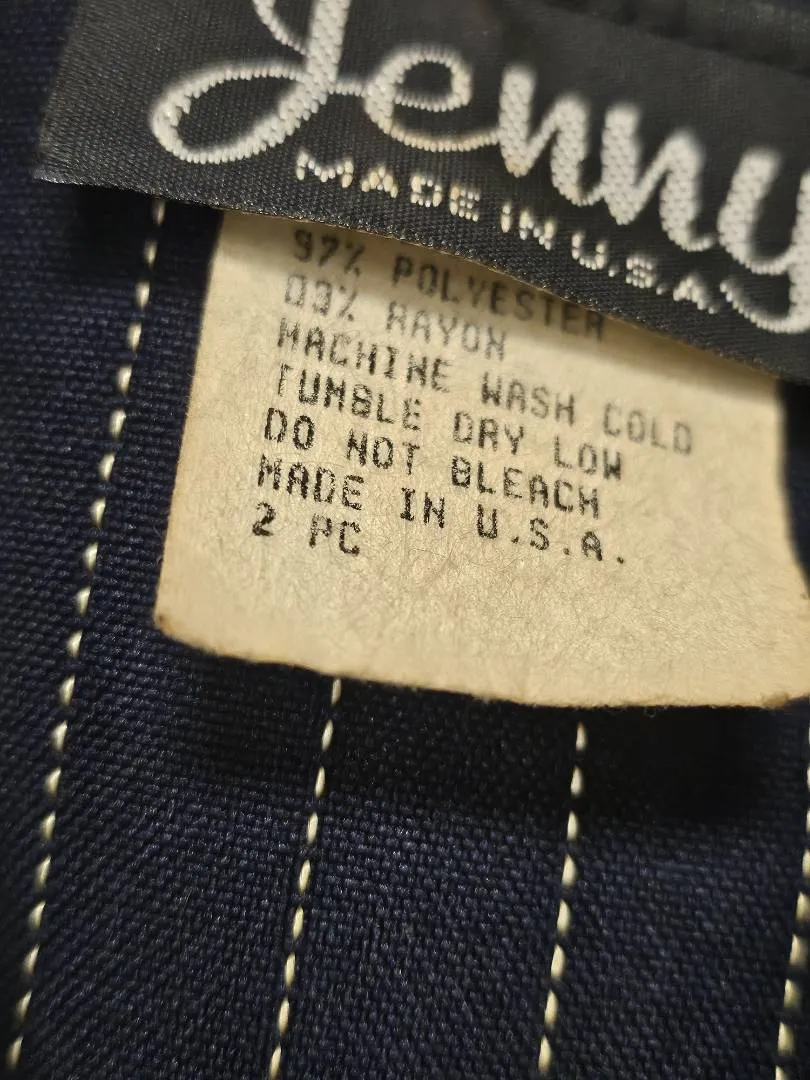 Jenny
MADE IN U.S.A.
97% POLYESTER
03% RAYON
MACHINE WASH COLD
TUMBLE DRY LOW
DO NOT BLEACH
MADE IN U.S.A.
2 PC